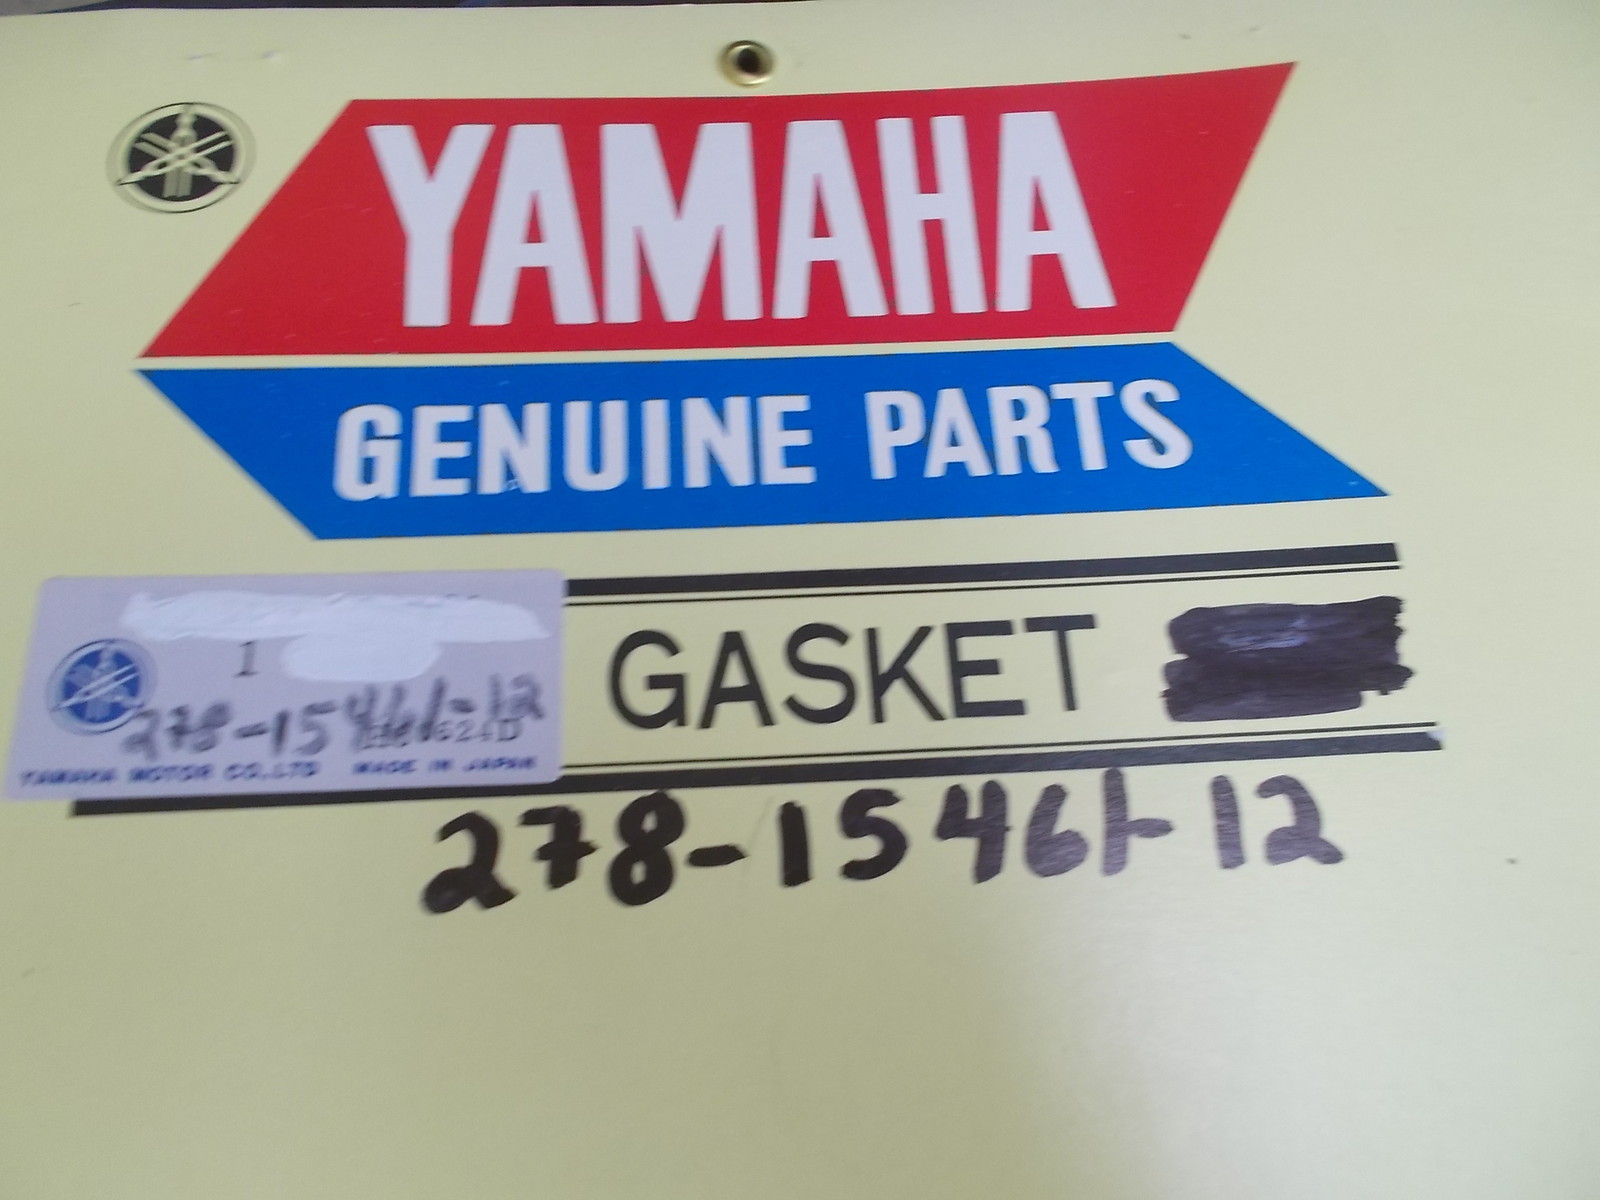 YAMAHA
GENUINE PARTS
GASKET
1
278-15461-12
YAMAHA MOTOR CO.,LTD MADE IN JAPAN
278-15461-12